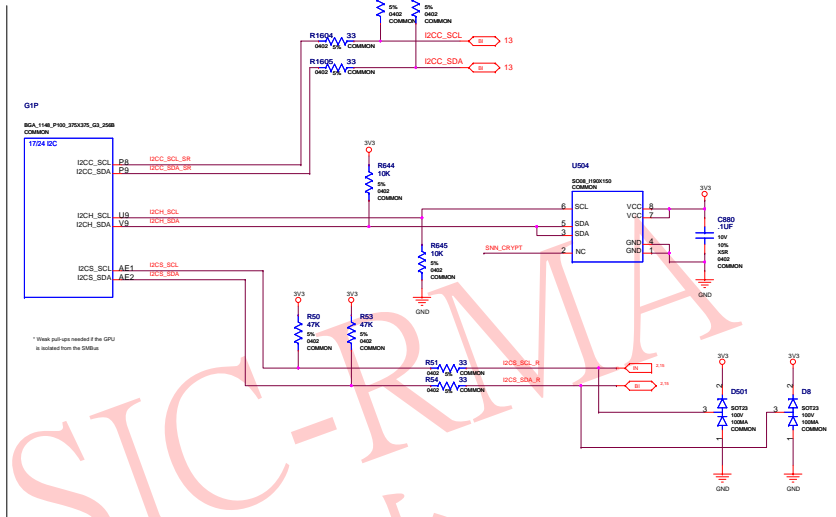 5%
0402
COMMON
5%
0402
COMMON
R1604 33
0402 5% COMMON
I2CC_SCL
BI
13
R1605 33
0402 5% COMMON
I2CC_SDA
BI
13
G1P
BGA_1148_P100_375X375_G3_256B
COMMON
17/24 I2C
I2CC_SCL P8 I2CC_SCL_SR
I2CC_SDA P9 I2CC_SDA_SR
I2CH_SCL U9 I2CH_SCL
I2CH_SDA V9 I2CH_SDA
I2CS_SCL AE1 I2CS_SCL
I2CS_SDA AE2 I2CS_SDA
3V3
R644
10K
5%
0402
COMMON
R645
10K
5%
0402
COMMON
GND
U504
SO08_H90X150
COMMON
6 SCL
5 SDA
3 SDA
2 NC
SNN_CRYPT
VCC 8
VCC 7
GND 4
GND 1
3V3
C880
.1UF
10V
10%
X5R
0402
COMMON
GND
3V3
R50
47K
5%
0402
COMMON
3V3
R53
47K
5%
0402
COMMON
* Weak pull-ups needed if the GPU
is isolated from the SMBus
R51 33
0402 5% COMMON
I2CS_SCL_R
IN
2,15
R54 33
0402 5% COMMON
I2CS_SDA_R
BI
2,15
3V3
2
3
1
D501
SOT23
100V
100MA
COMMON
GND
3V3
2
3
1
D8
SOT23
100V
100MA
COMMON
GND
SIC-RMA